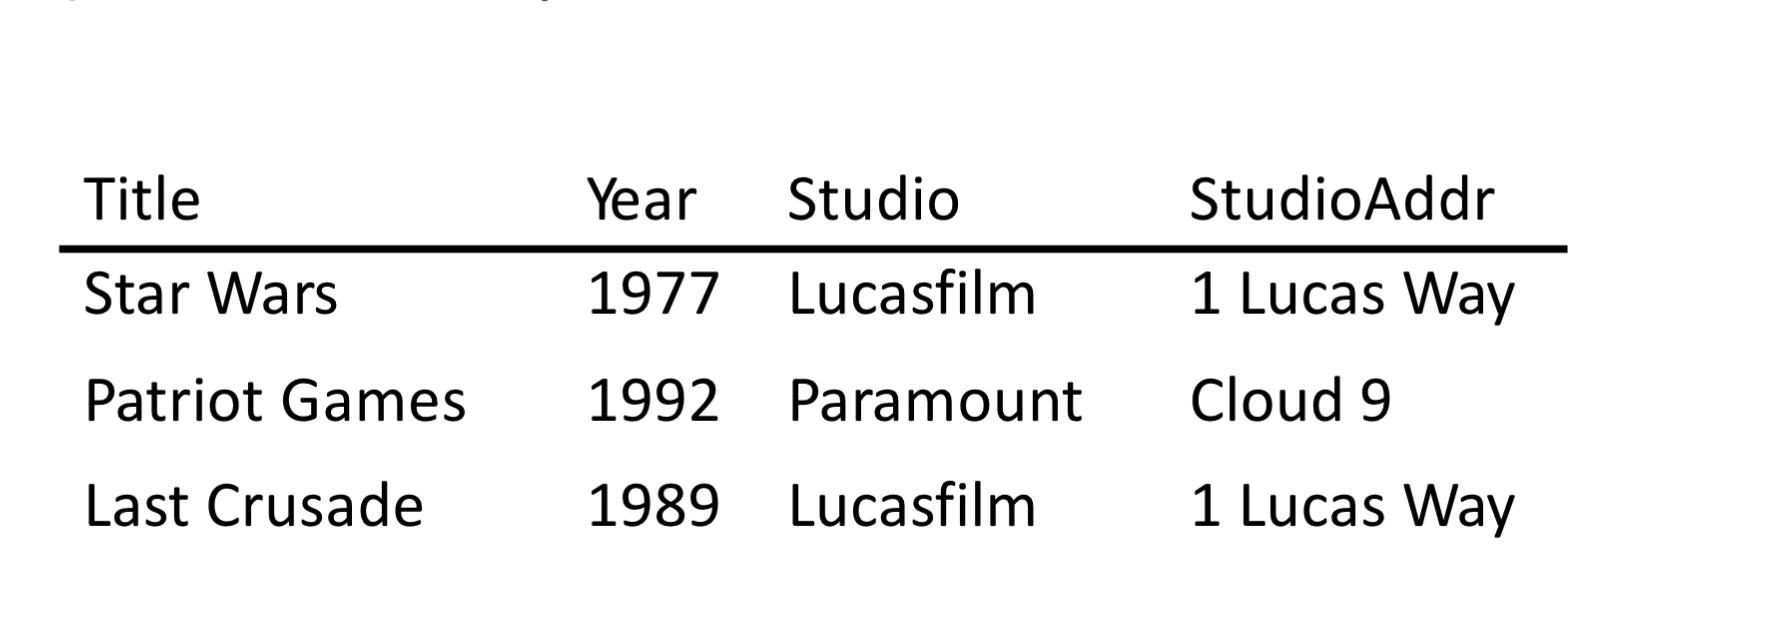 Title Year Studio StudioAddr
Star Wars 1977 Lucasfilm 1 Lucas Way
Patriot Games 1992 Paramount Cloud 9
Last Crusade 1989 Lucasfilm 1 Lucas Way